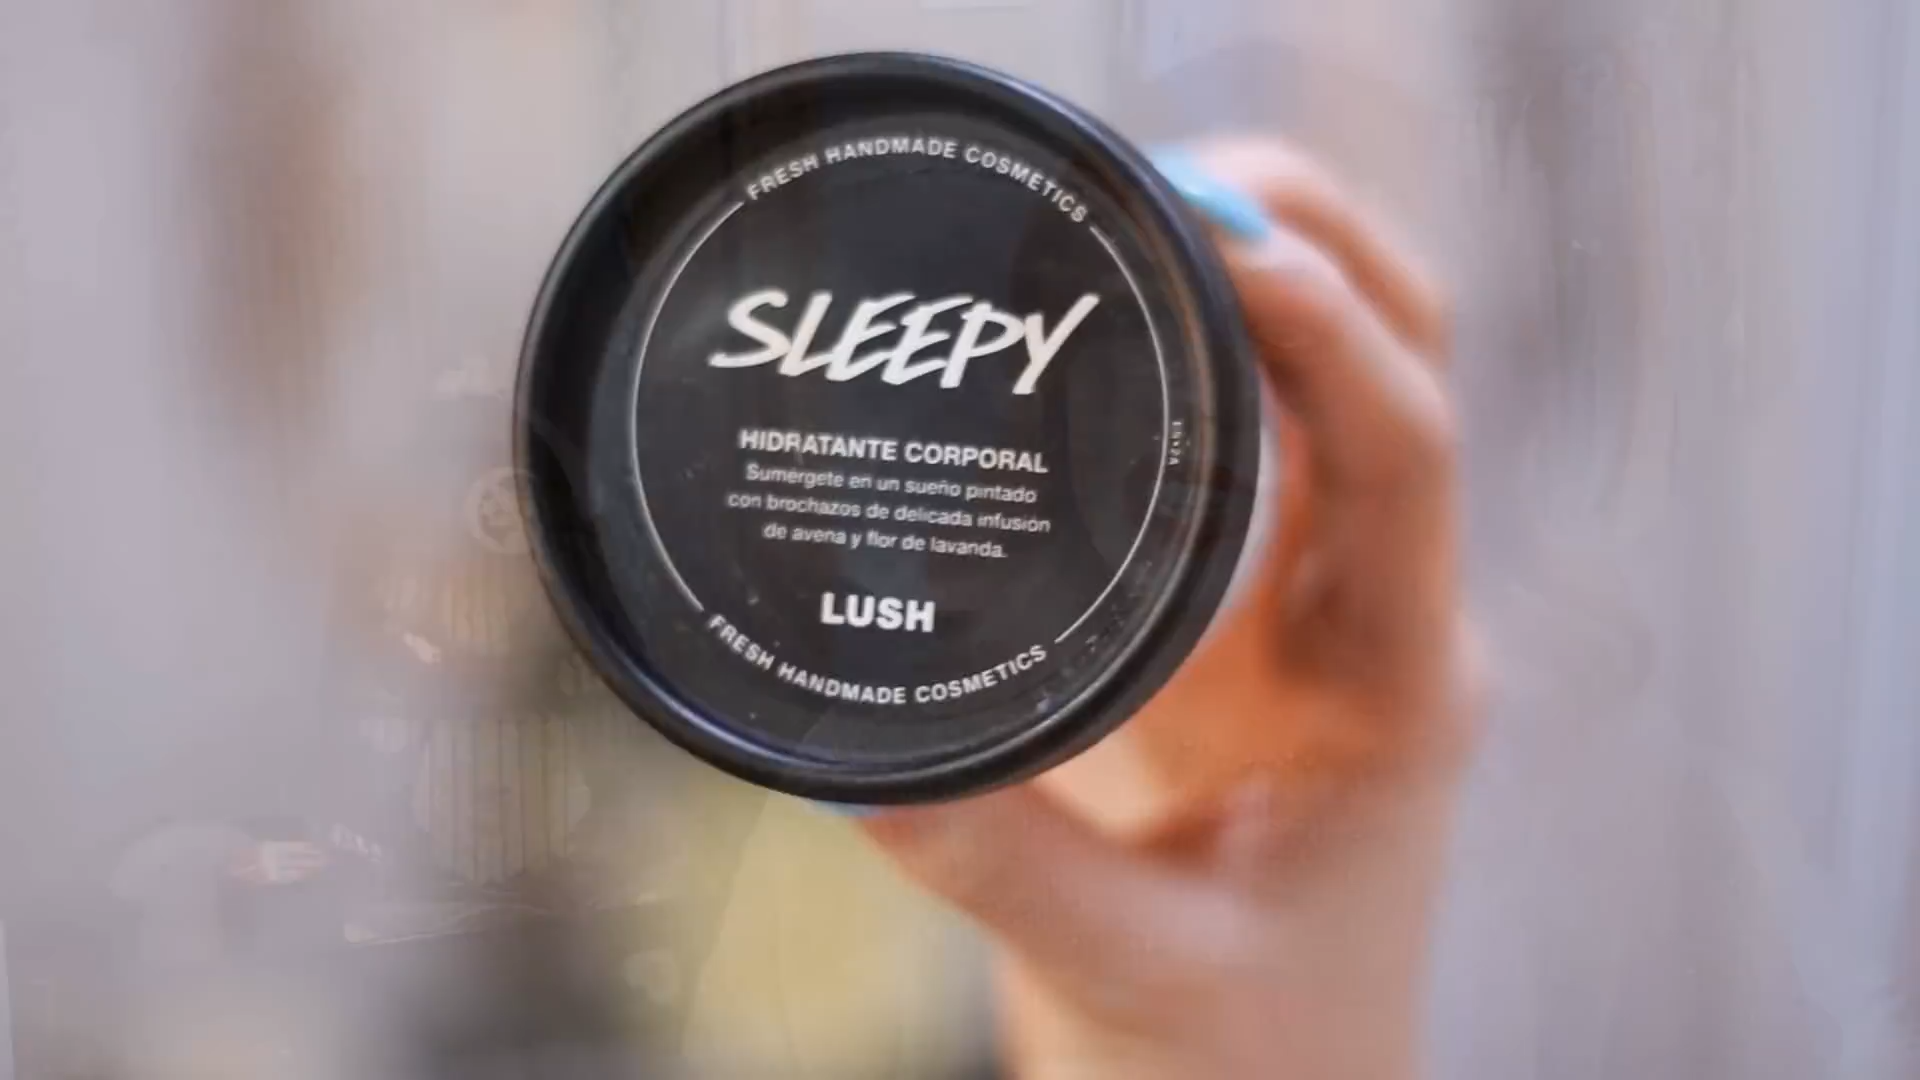 FRESH HANDMADE COSMETICS
SLEEPY
HIDRATANTE CORPORAL
Sumérgete en un sueño pintado
con brochazos de delicada infusión
de avena y flor de lavanda.
LUSH
FRESH HANDMADE COSMETICS